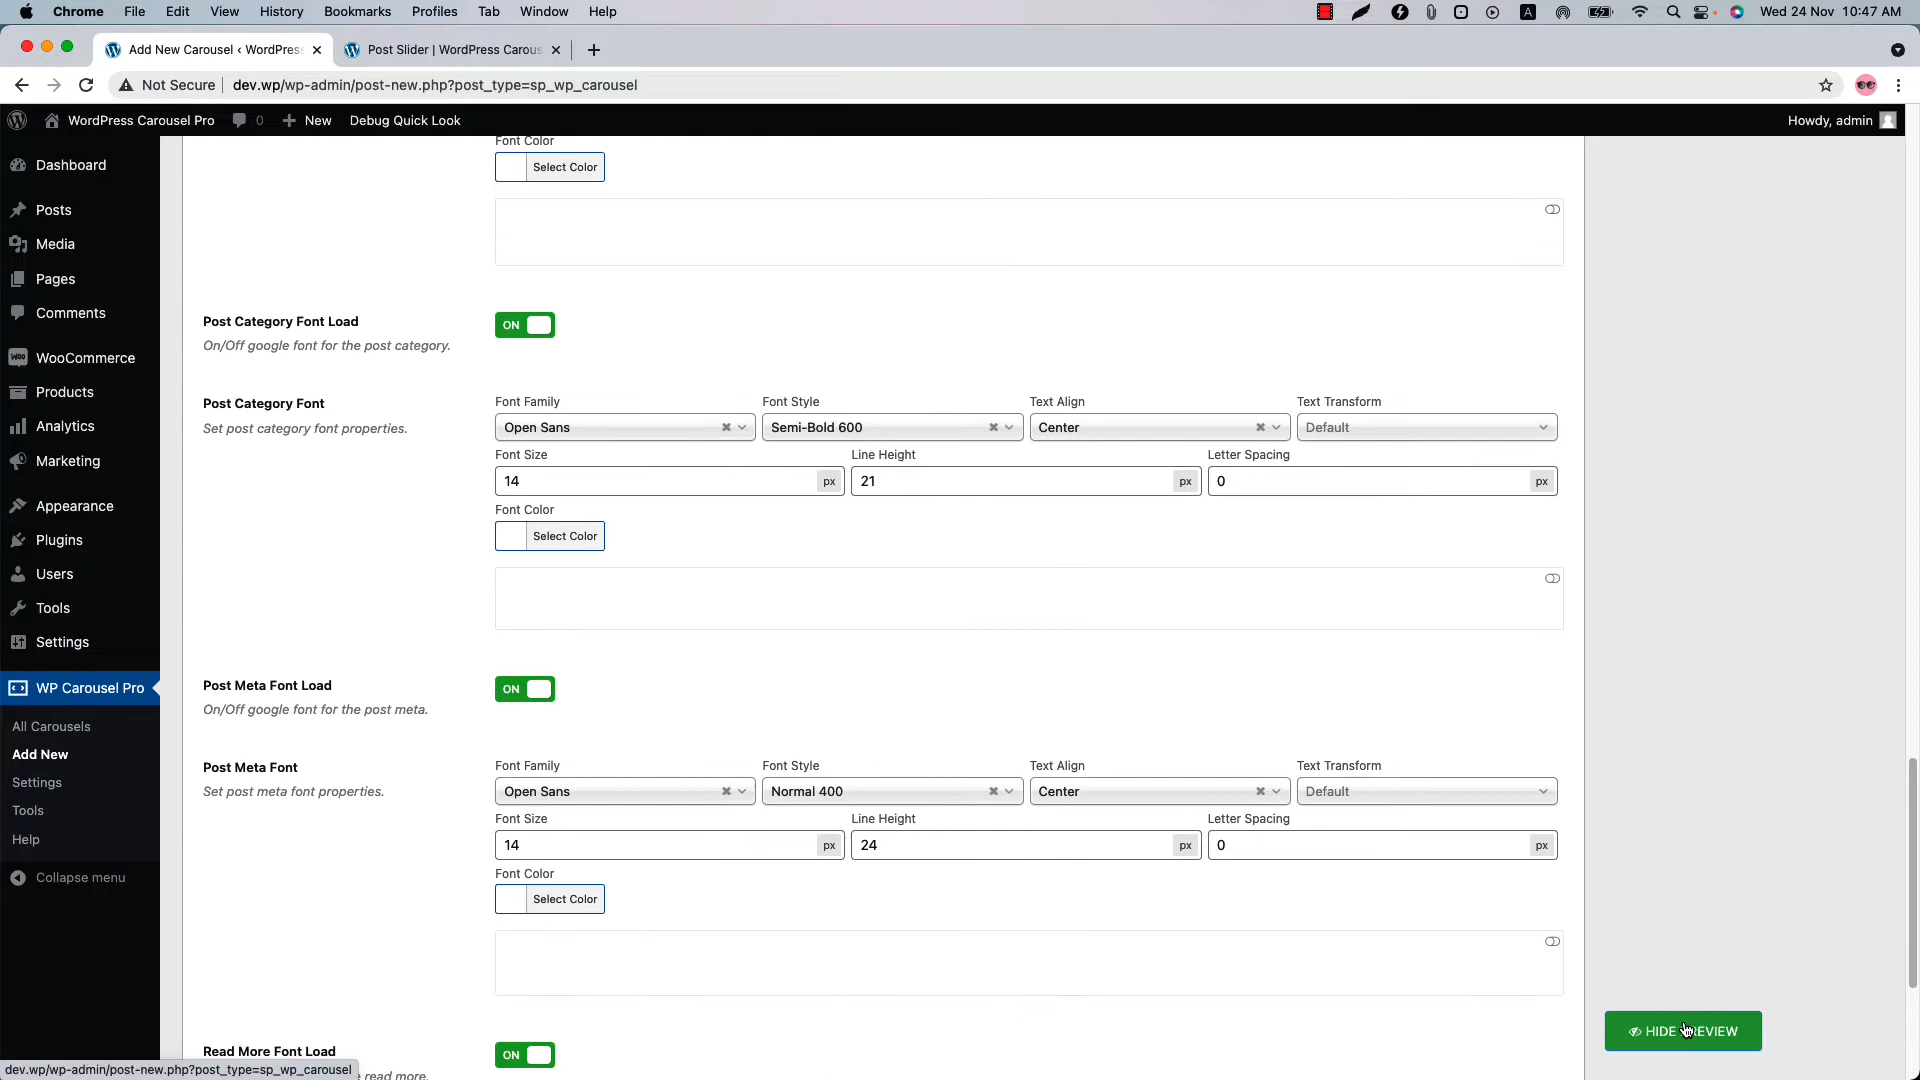 Chrome File Edit View History Bookmarks Profiles Tab Window Help A Wed 24 Nov 10:47 AM
Add New Carousel ‹ WordPress Post Slider | WordPress Carous
Not Secure dev.wp/wp-admin/post-new.php?post_type=sp_wp_carousel
WordPress Carousel Pro 0 New Debug Quick Look Howdy, admin
Dashboard
Posts
Media
Pages
Comments
WooCommerce
Products
Analytics
Marketing
Appearance
Plugins
Users
Tools
Settings
WP Carousel Pro
All Carousels
Add New
Settings
Tools
Help
Collapse menu
Font Color
Select Color
Post Category Font Load
On/Off google font for the post category.
ON
Post Category Font
Set post category font properties.
Font Family Font Style Text Align Text Transform
Open Sans Semi-Bold 600 Center Default
Font Size Line Height Letter Spacing
14 px 21 px 0 px
Font Color
Select Color
Post Meta Font Load
On/Off google font for the post meta.
ON
Post Meta Font
Set post meta font properties.
Font Family Font Style Text Align Text Transform
Open Sans Normal 400 Center Default
Font Size Line Height Letter Spacing
14 px 24 px 0 px
Font Color
Select Color
Read More Font Load
ON
read more.
HIDE PREVIEW
dev.wp/wp-admin/post-new.php?post_type=sp_wp_carousel